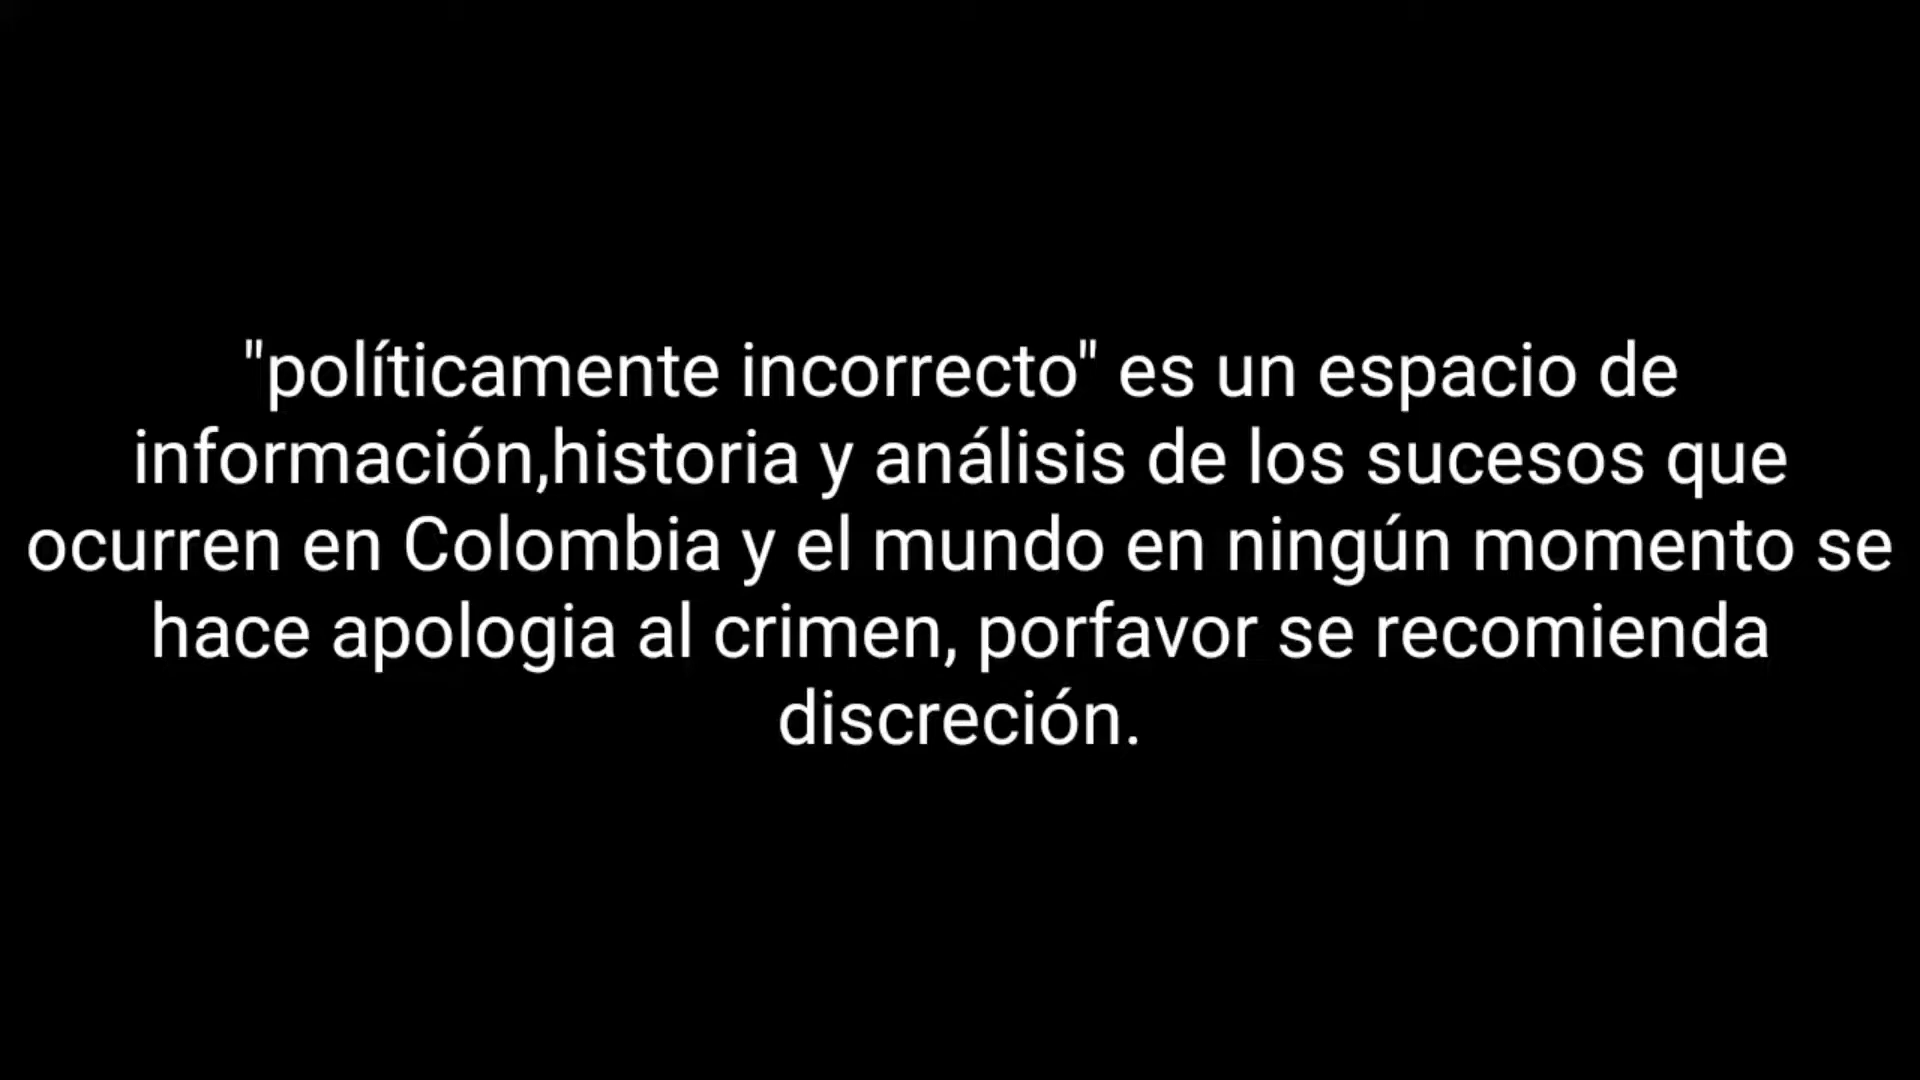 "políticamente incorrecto" es un espacio de
información,historia y análisis de los sucesos que
ocurren en Colombia y el mundo en ningún momento se
hace apologia al crimen, porfavor se recomienda
discreción.